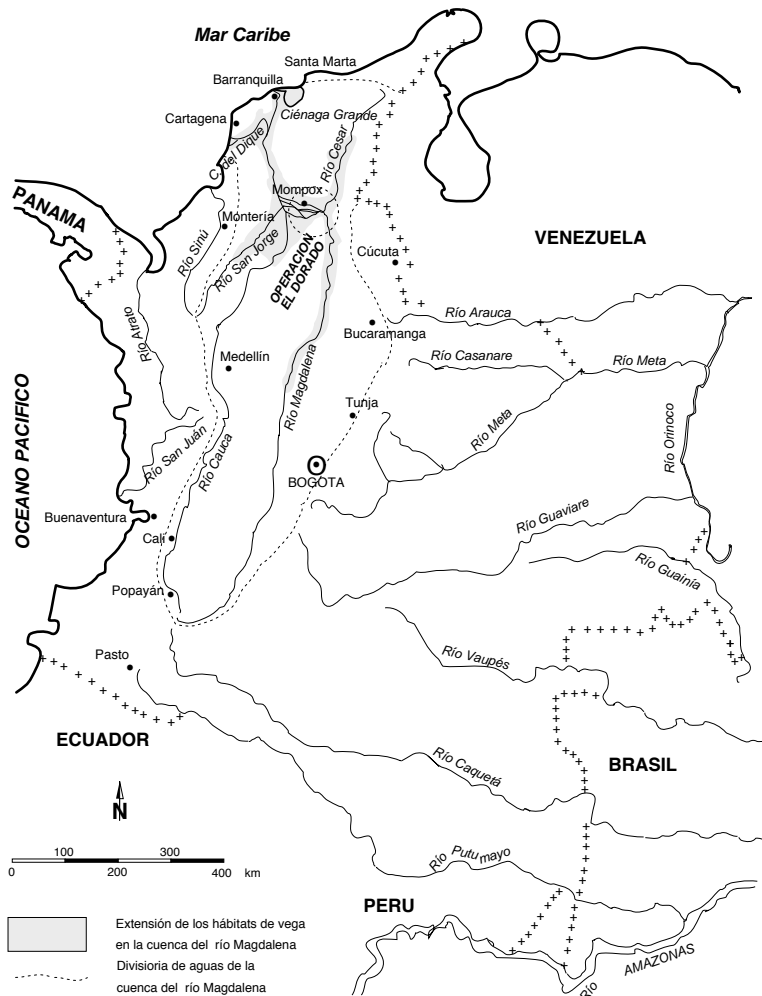 Mar Caribe
Santa Marta
Barranquilla
Ciénaga Grande
Cartagena
C. del Dique
Río Cesar
PANAMA
Mompox
Montería
Río Sinú
Río San Jorge
OPERACION
EL DORADO
VENEZUELA
Cúcuta
Río Arauca
Bucaramanga
Río Atrato
Río Casanare
Río Meta
Medellín
Río Magdalena
Tunja
Río Meta
Río Orinoco
OCEANO PACIFICO
Río San Juán
Río Cauca
BOGOTA
Buenaventura
Río Guaviare
Cali
Río Guainía
Popayán
Pasto
Río Vaupés
ECUADOR
Río Caquetá
BRASIL
N
Río Putumayo
100 300
0 200 400 km
PERU
Río AMAZONAS
Extensión de los hábitats de vega
en la cuenca del río Magdalena
Divisioria de aguas de la
cuenca del río Magdalena